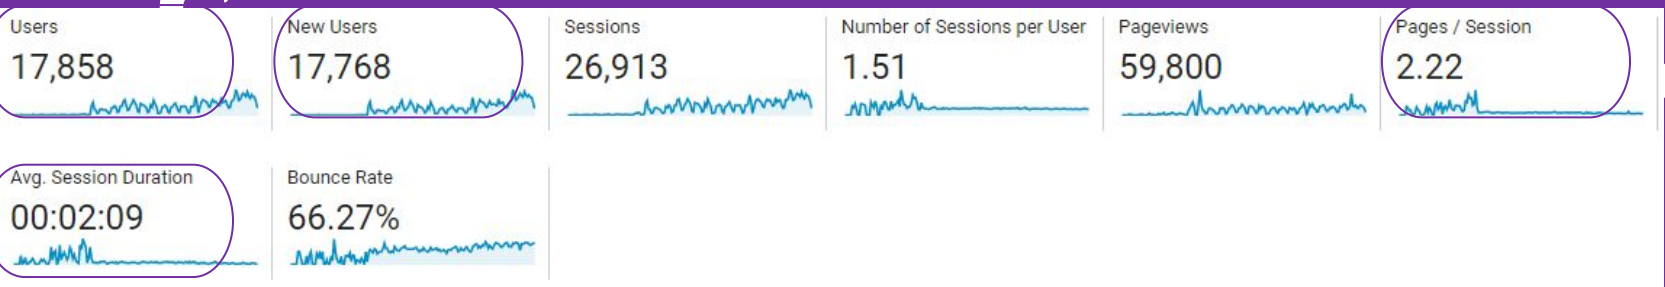 Users
17,858
New Users
17,768
Sessions
26,913
Number of Sessions per User
1.51
Pageviews
59,800
Pages / Session
2.22
Avg. Session Duration
00:02:09
Bounce Rate
66.27%